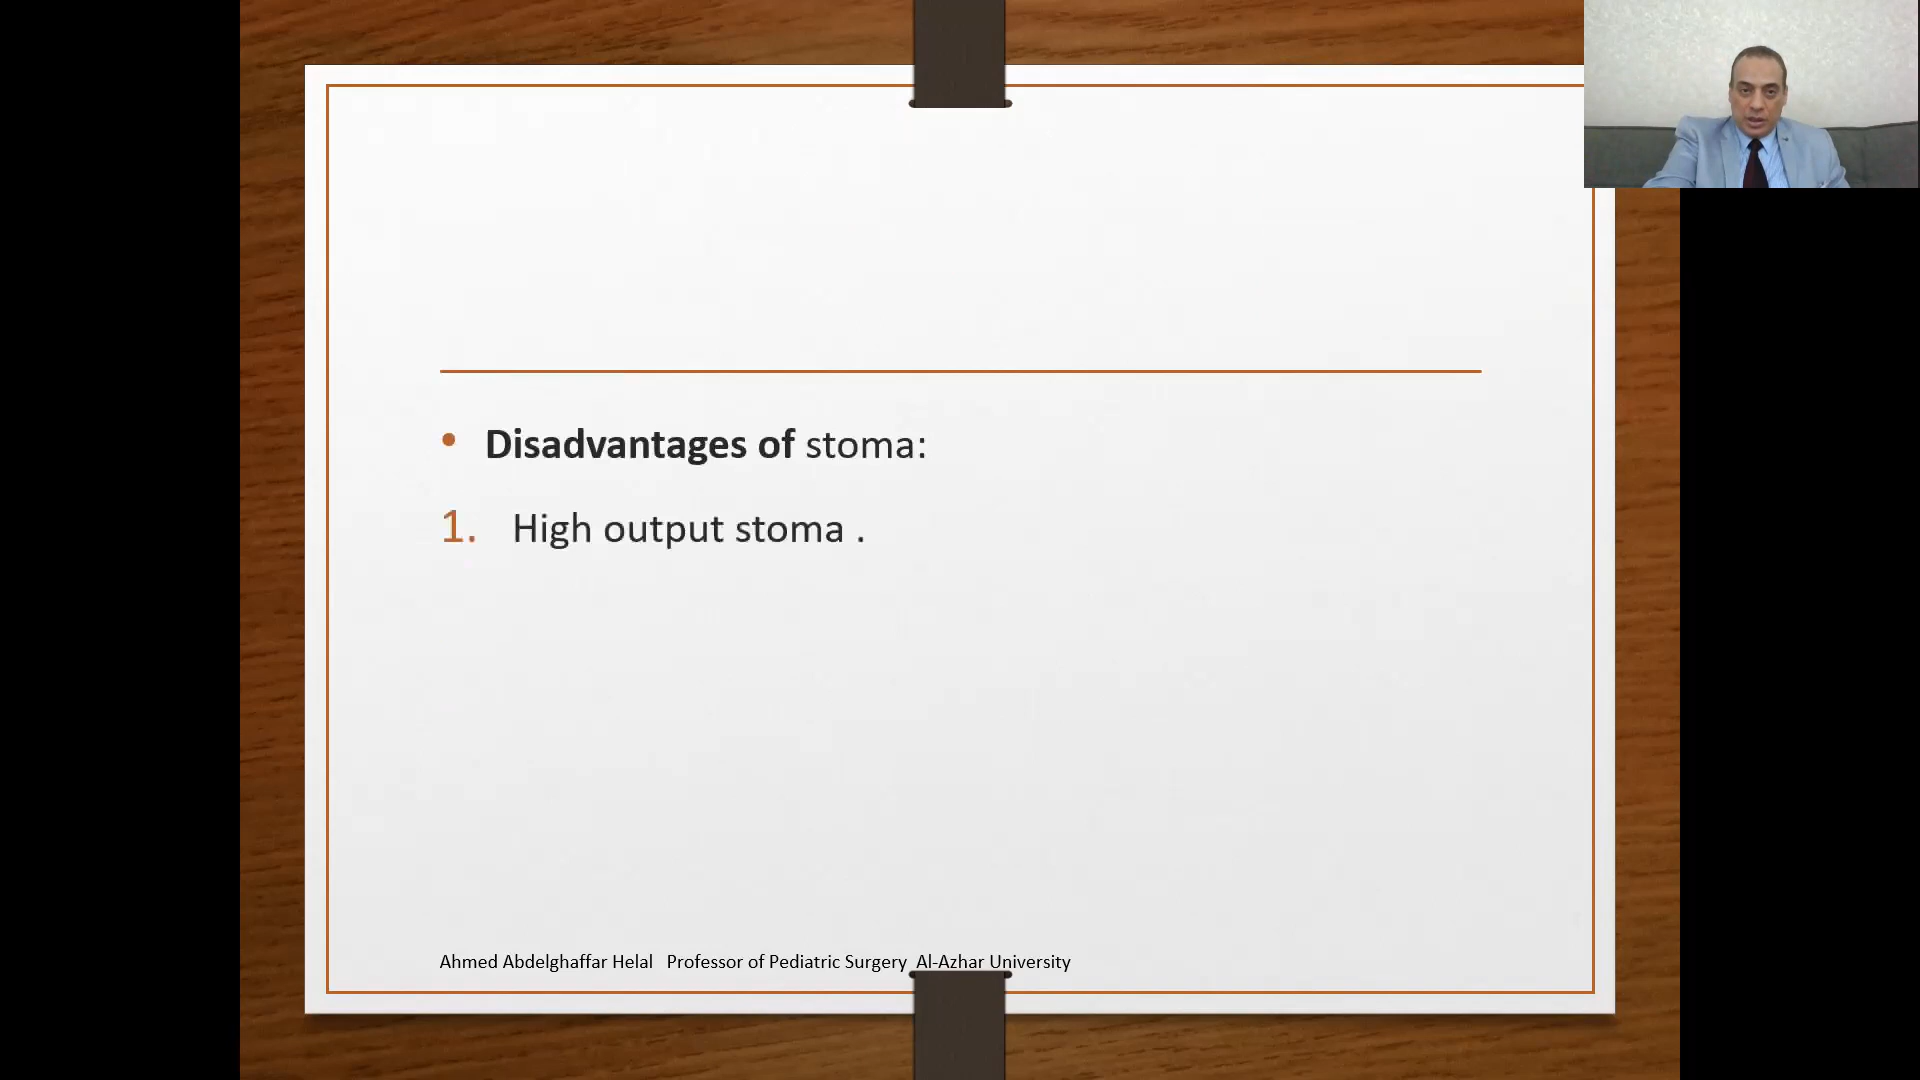 • Disadvantages of stoma:
1. High output stoma .
Ahmed Abdelghaffar Helal Professor of Pediatric Surgery Al-Azhar University